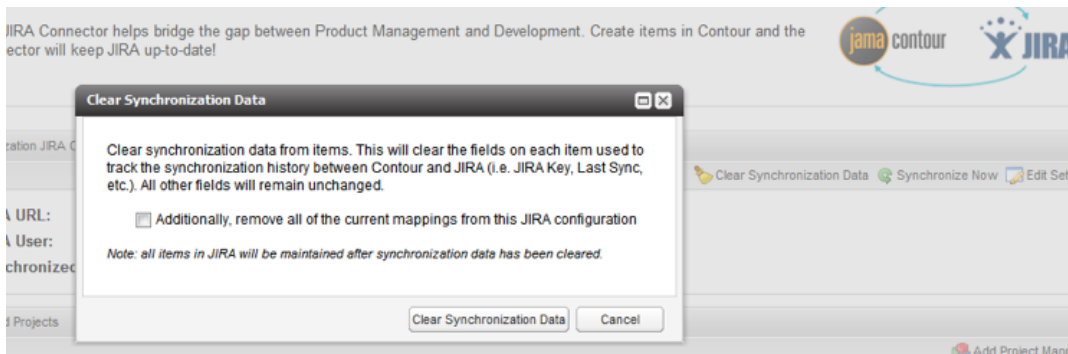 JIRA Connector helps bridge the gap between Product Management and Development. Create items in Contour and the
ector will keep JIRA up-to-date!
jama contour
JIRA
Clear Synchronization Data
zation JIRA C
Clear synchronization data from items. This will clear the fields on each item used to
track the synchronization history between Contour and JIRA (i.e. JIRA Key, Last Sync,
etc.). All other fields will remain unchanged.
Clear Synchronization Data Synchronize Now Edit Set
Additionally, remove all of the current mappings from this JIRA configuration
A URL:
A User:
Note: all items in JIRA will be maintained after synchronization data has been cleared.
chronized
Clear Synchronization Data Cancel
d Projects
Add Project Mapp